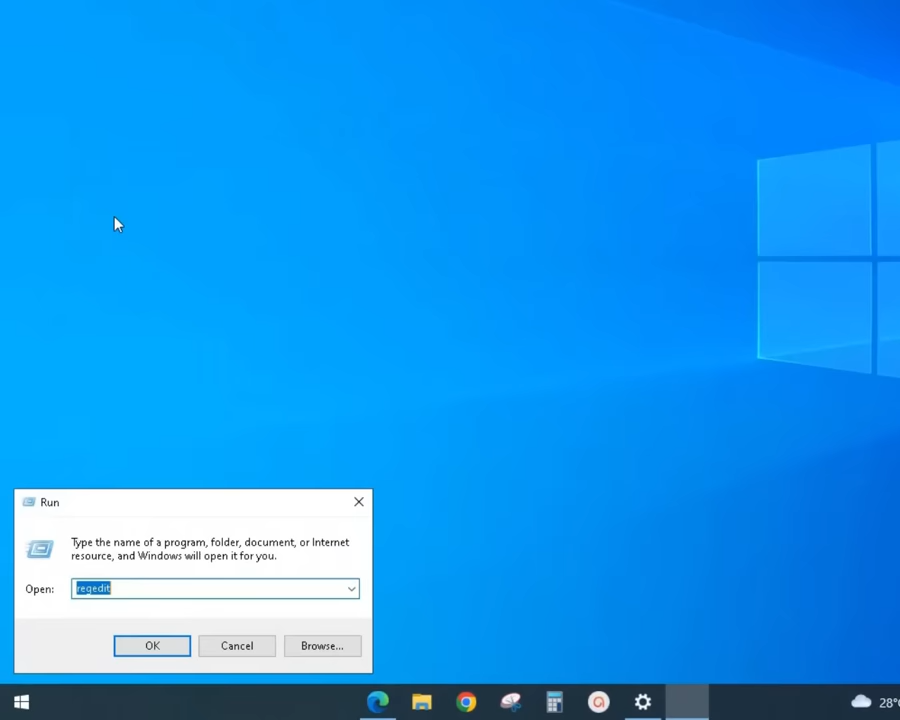 Run
Type the name of a program, folder, document, or Internet
resource, and Windows will open it for you.
Open: regedit
OK Cancel Browse...
28°